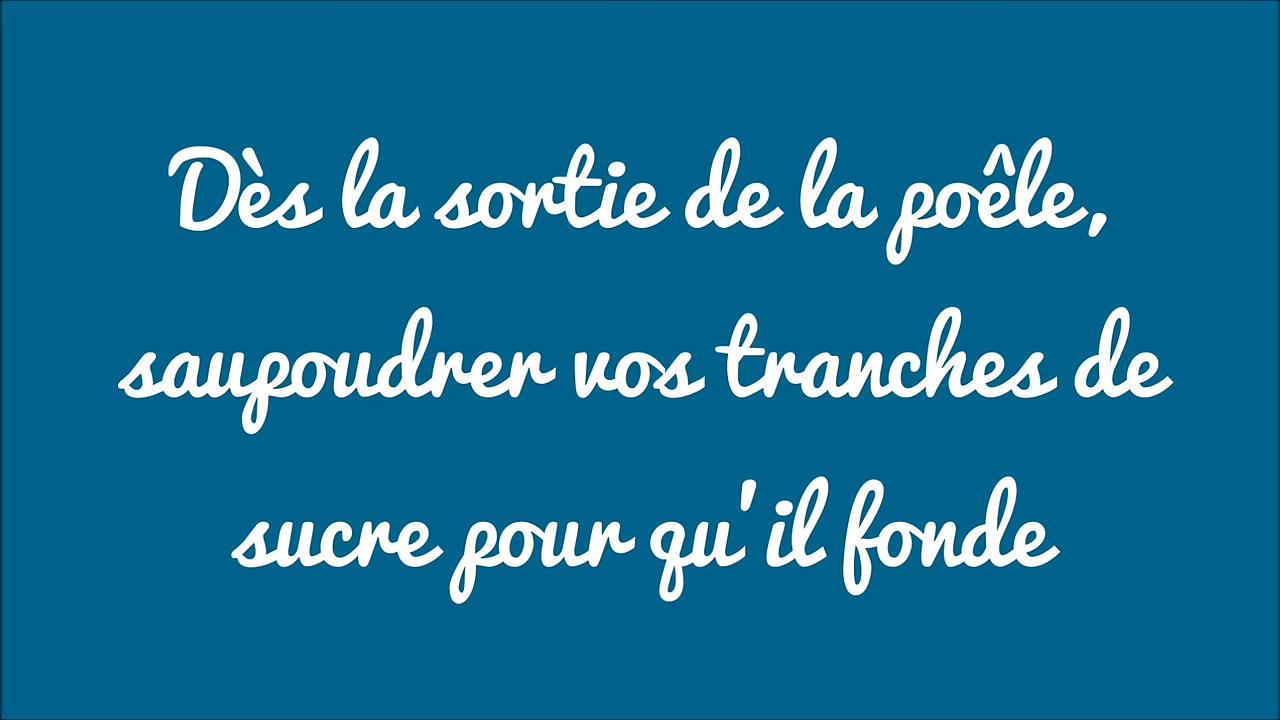 Dès la sortie de la poêle,
saupoudrer vos tranches de
sucre pour qu'il fonde